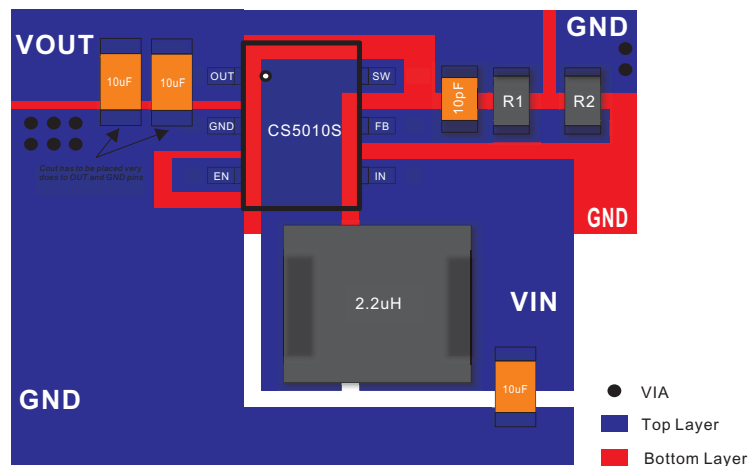 VOUT
GND
10uF
10uF
OUT
SW
10pF
R1
R2
GND
CS5010S
FB
Cout has to be placed very
does to OUT and GND pins
EN
IN
GND
2.2uH
VIN
GND
10uF
VIA
Top Layer
Bottom Layer